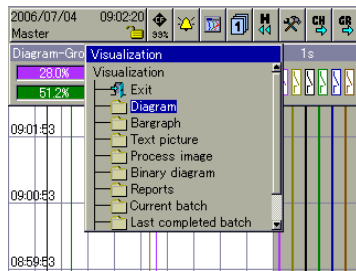 2006/07/04 09:02:20
Master
99%
H
CH
GR
Diagram-Gro
Visualization
1s
28.0%
51.2%
Visualization
Exit
Diagram
Bargraph
Text picture
Process image
Binary diagram
Reports
Current batch
Last completed batch
09:01:53
09:00:53
08:59:53